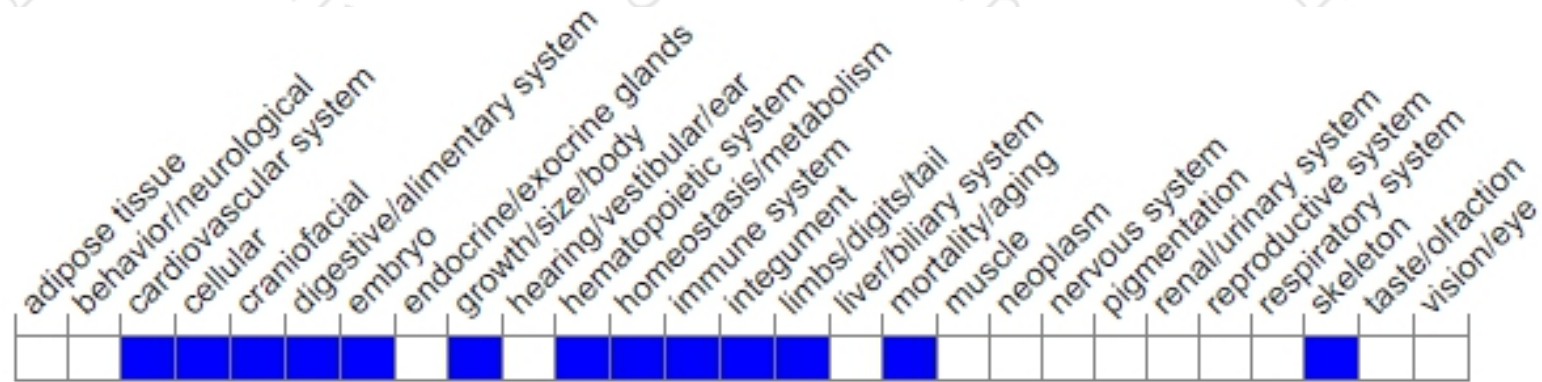 adipose tissue
behavior/neurological
cardiovascular system
cellular
craniofacial
digestive/alimentary system
embryo
endocrine/exocrine glands
growth/size/body
hearing/vestibular/ear
hematopoietic system
homeostasis/metabolism
immune system
integument
limbs/digits/tail
liver/biliary system
mortality/aging
muscle
neoplasm
nervous system
pigmentation
renal/urinary system
reproductive system
respiratory system
skeleton
taste/olfaction
vision/eye